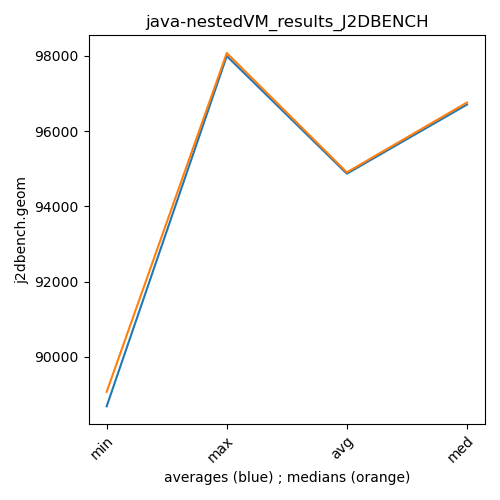 java-nestedVM_results_J2DBENCH
98000
96000
94000
92000
90000
j2dbench.geom
min
max
avg
med
averages (blue) ; medians (orange)